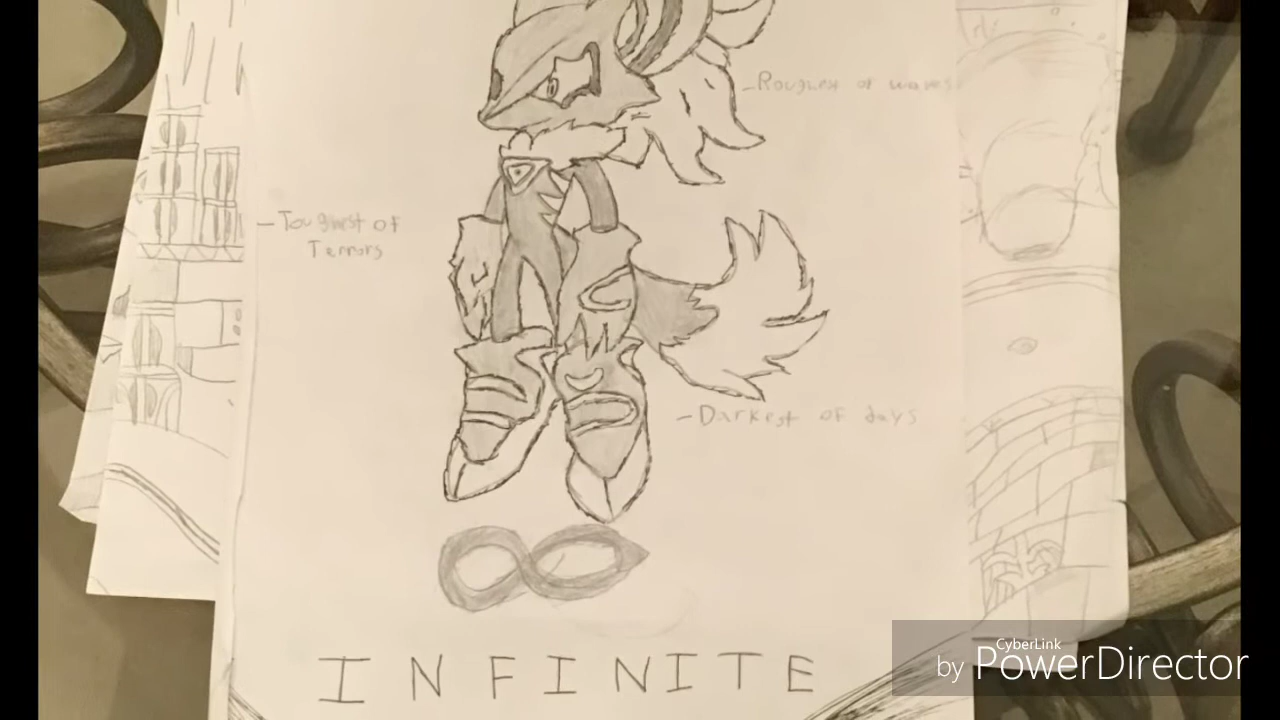 -Roughest of waves
-Toughest of
Terrors
-Darkest of days
INFINITE
CyberLink
by PowerDirector